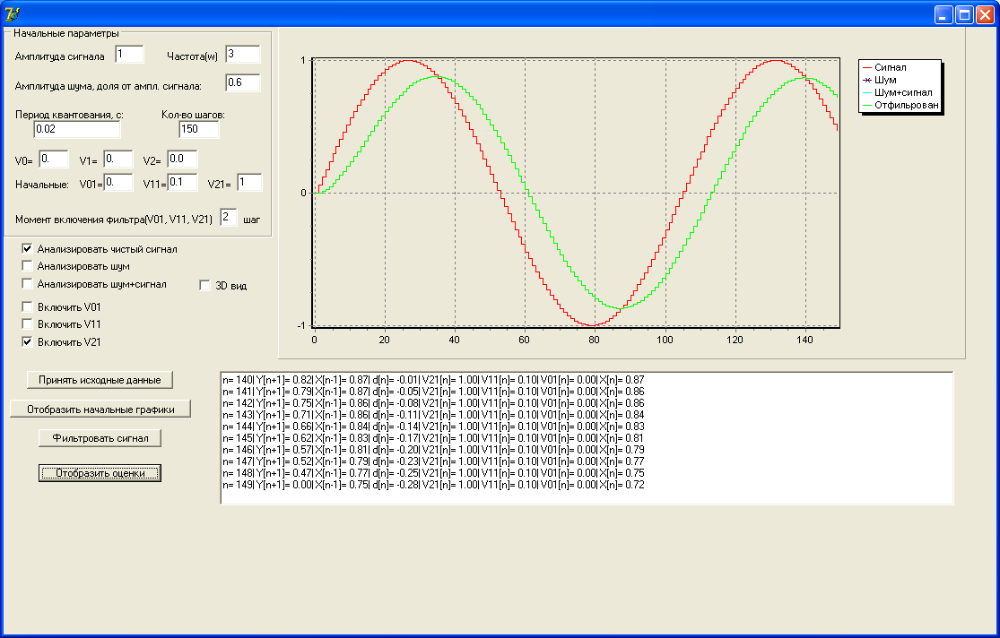 Начальные параметры
Амплитуда сигнала 1 Частота(w) 3
Амплитуда шума, доля от ампл. сигнала: 0.6
Период квантования, с: Кол-во шагов:
0.02 150
V0= 0. V1= 0. V2= 0.0
Начальные: V01= 0. V11= 0.1 V21= 1
Момент включения фильтра(V01, V11, V21) 2 шаг
Анализировать чистый сигнал
Анализировать шум
Анализировать шум+сигнал 3D вид
Включить V01
Включить V11
Включить V21
Принять исходные данные
Отобразить начальные графики
Фильтровать сигнал
Отобразить оценки
1
0
-1
0 20 40 60 80 100 120 140
Сигнал
Шум
Шум+сигнал
Отфильрован
n= 140| Y[n+1]= 0.82| X[n-1]= 0.87| d[n]= -0.01| V21[n]= 1.00| V11[n]= 0.10| V01[n]= 0.00| X[n]= 0.87
n= 141| Y[n+1]= 0.79| X[n-1]= 0.87| d[n]= -0.05| V21[n]= 1.00| V11[n]= 0.10| V01[n]= 0.00| X[n]= 0.86
n= 142| Y[n+1]= 0.75| X[n-1]= 0.86| d[n]= -0.08| V21[n]= 1.00| V11[n]= 0.10| V01[n]= 0.00| X[n]= 0.86
n= 143| Y[n+1]= 0.71| X[n-1]= 0.86| d[n]= -0.11| V21[n]= 1.00| V11[n]= 0.10| V01[n]= 0.00| X[n]= 0.84
n= 144| Y[n+1]= 0.66| X[n-1]= 0.84| d[n]= -0.14| V21[n]= 1.00| V11[n]= 0.10| V01[n]= 0.00| X[n]= 0.83
n= 145| Y[n+1]= 0.62| X[n-1]= 0.83| d[n]= -0.17| V21[n]= 1.00| V11[n]= 0.10| V01[n]= 0.00| X[n]= 0.81
n= 146| Y[n+1]= 0.57| X[n-1]= 0.81| d[n]= -0.20| V21[n]= 1.00| V11[n]= 0.10| V01[n]= 0.00| X[n]= 0.79
n= 147| Y[n+1]= 0.52| X[n-1]= 0.79| d[n]= -0.23| V21[n]= 1.00| V11[n]= 0.10| V01[n]= 0.00| X[n]= 0.77
n= 148| Y[n+1]= 0.47| X[n-1]= 0.77| d[n]= -0.25| V21[n]= 1.00| V11[n]= 0.10| V01[n]= 0.00| X[n]= 0.75
n= 149| Y[n+1]= 0.00| X[n-1]= 0.75| d[n]= -0.28| V21[n]= 1.00| V11[n]= 0.10| V01[n]= 0.00| X[n]= 0.72